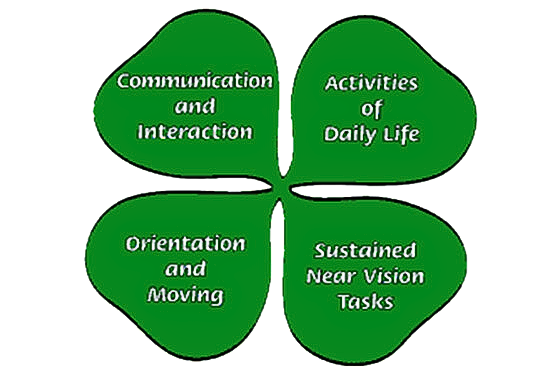 Communication
and
Interaction
Activities
of
Daily Life
Orientation
and
Moving
Sustained
Near Vision
Tasks